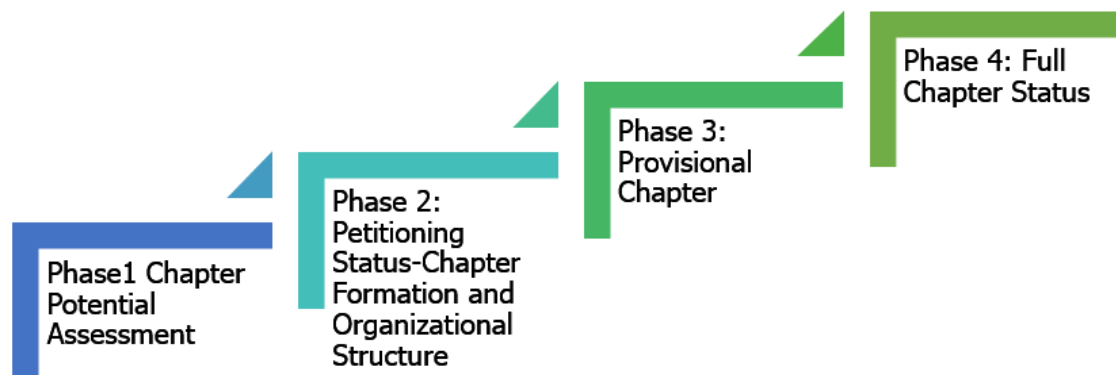 Phase1 Chapter
Potential
Assessment
Phase 2:
Petitioning
Status-Chapter
Formation and
Organizational
Structure
Phase 3:
Provisional
Chapter
Phase 4: Full
Chapter Status